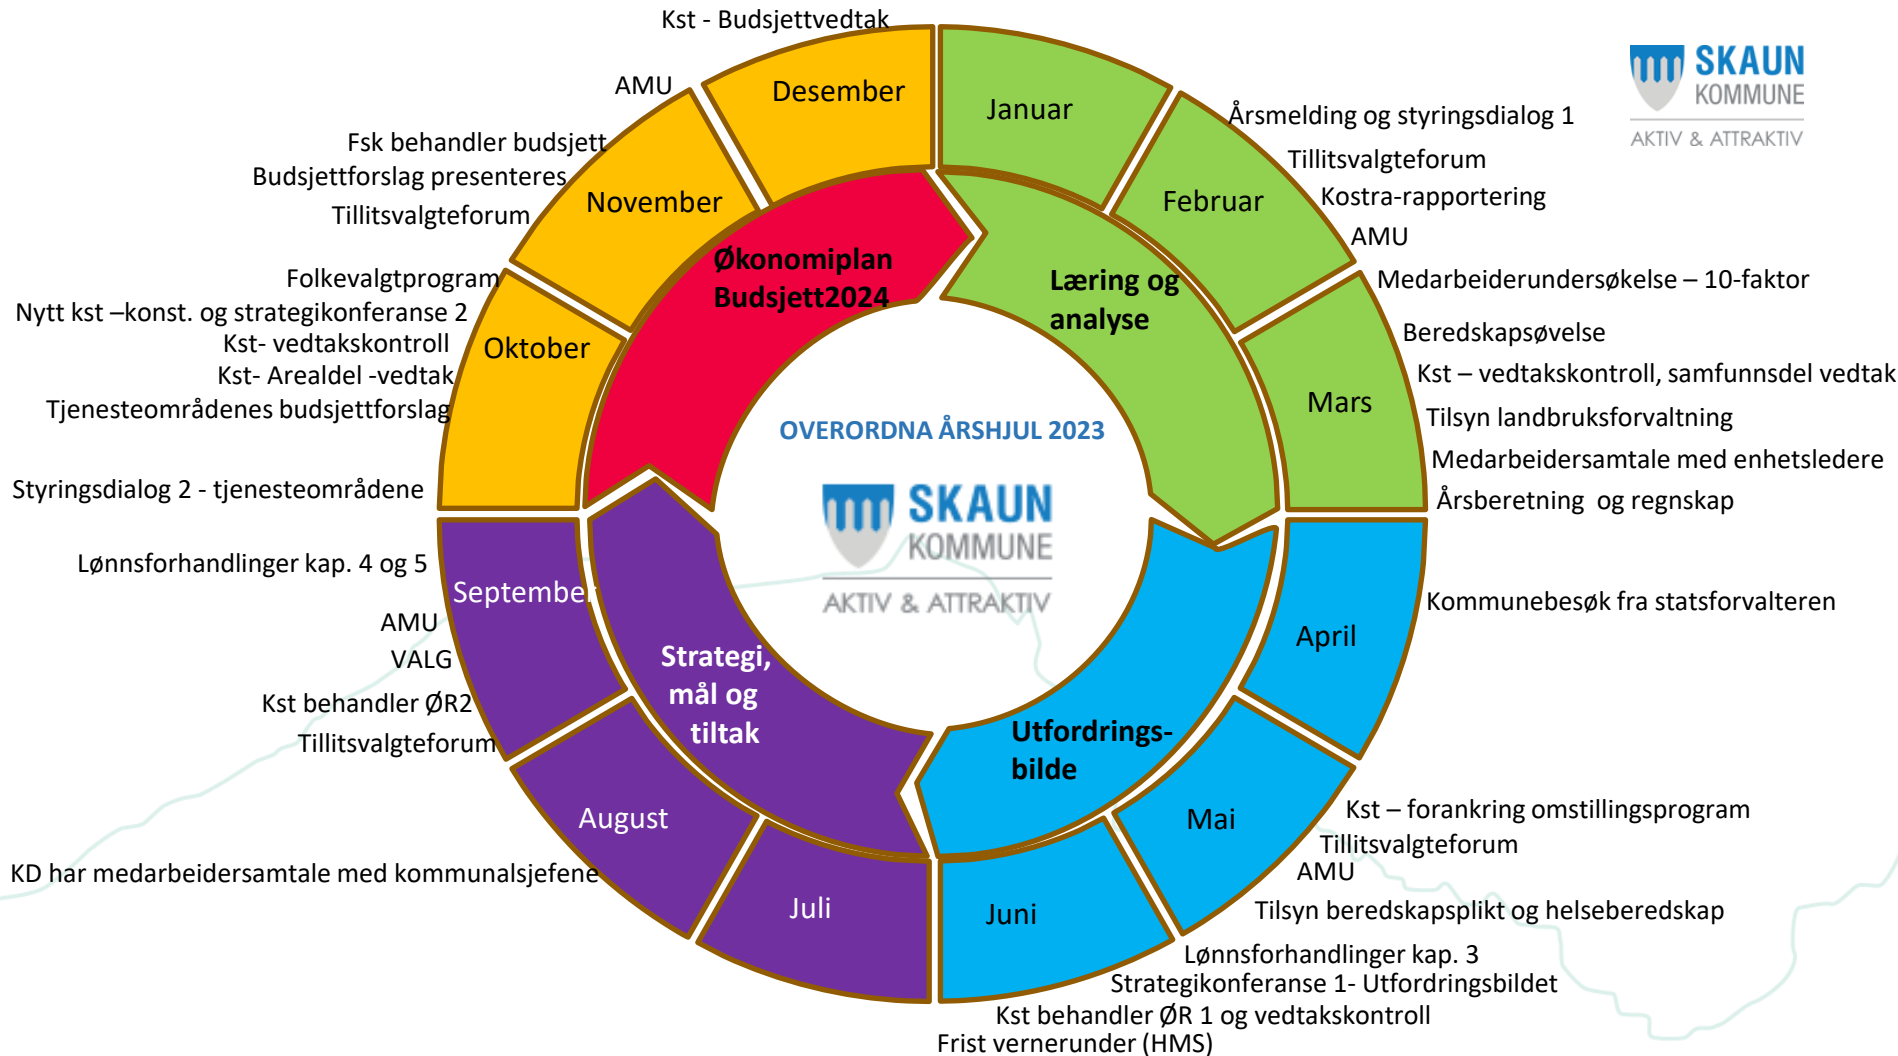 Kst - Budsjettvedtak
AMU
Fsk behandler budsjett
Budsjettforslag presenteres
Tillitsvalgteforum
Folkevalgtprogram
Nytt kst –konst. og strategikonferanse 2
Kst- vedtakskontroll
Kst- Arealdel -vedtak
Tjenesteområdenes budsjettforslag
Styringsdialog 2 - tjenesteområdene
Lønnsforhandlinger kap. 4 og 5
AMU
VALG
Kst behandler ØR2
Tillitsvalgteforum
KD har medarbeidersamtale med kommunalsjefene
Desember
November
Oktober
September
August
Juli
Januar
Februar
Mars
April
Mai
Juni
Økonomiplan
Budsjett2024
Læring og
analyse
Strategi,
mål og
tiltak
Utfordrings-
bilde
OVERORDNA ÅRSHJUL 2023
SKAUN
KOMMUNE
AKTIV & ATTRAKTIV
SKAUN
KOMMUNE
AKTIV & ATTRAKTIV
Årsmelding og styringsdialog 1
Tillitsvalgteforum
Kostra-rapportering
AMU
Medarbeiderundersøkelse – 10-faktor
Beredskapsøvelse
Kst – vedtakskontroll, samfunnsdel vedtak
Tilsyn landbruksforvaltning
Medarbeidersamtale med enhetsledere
Årsberetning og regnskap
Kommunebesøk fra statsforvalteren
Kst – forankring omstillingsprogram
Tillitsvalgteforum
AMU
Tilsyn beredskapsplikt og helseberedskap
Lønnsforhandlinger kap. 3
Strategikonferanse 1- Utfordringsbildet
Kst behandler ØR 1 og vedtakskontroll
Frist vernerunder (HMS)